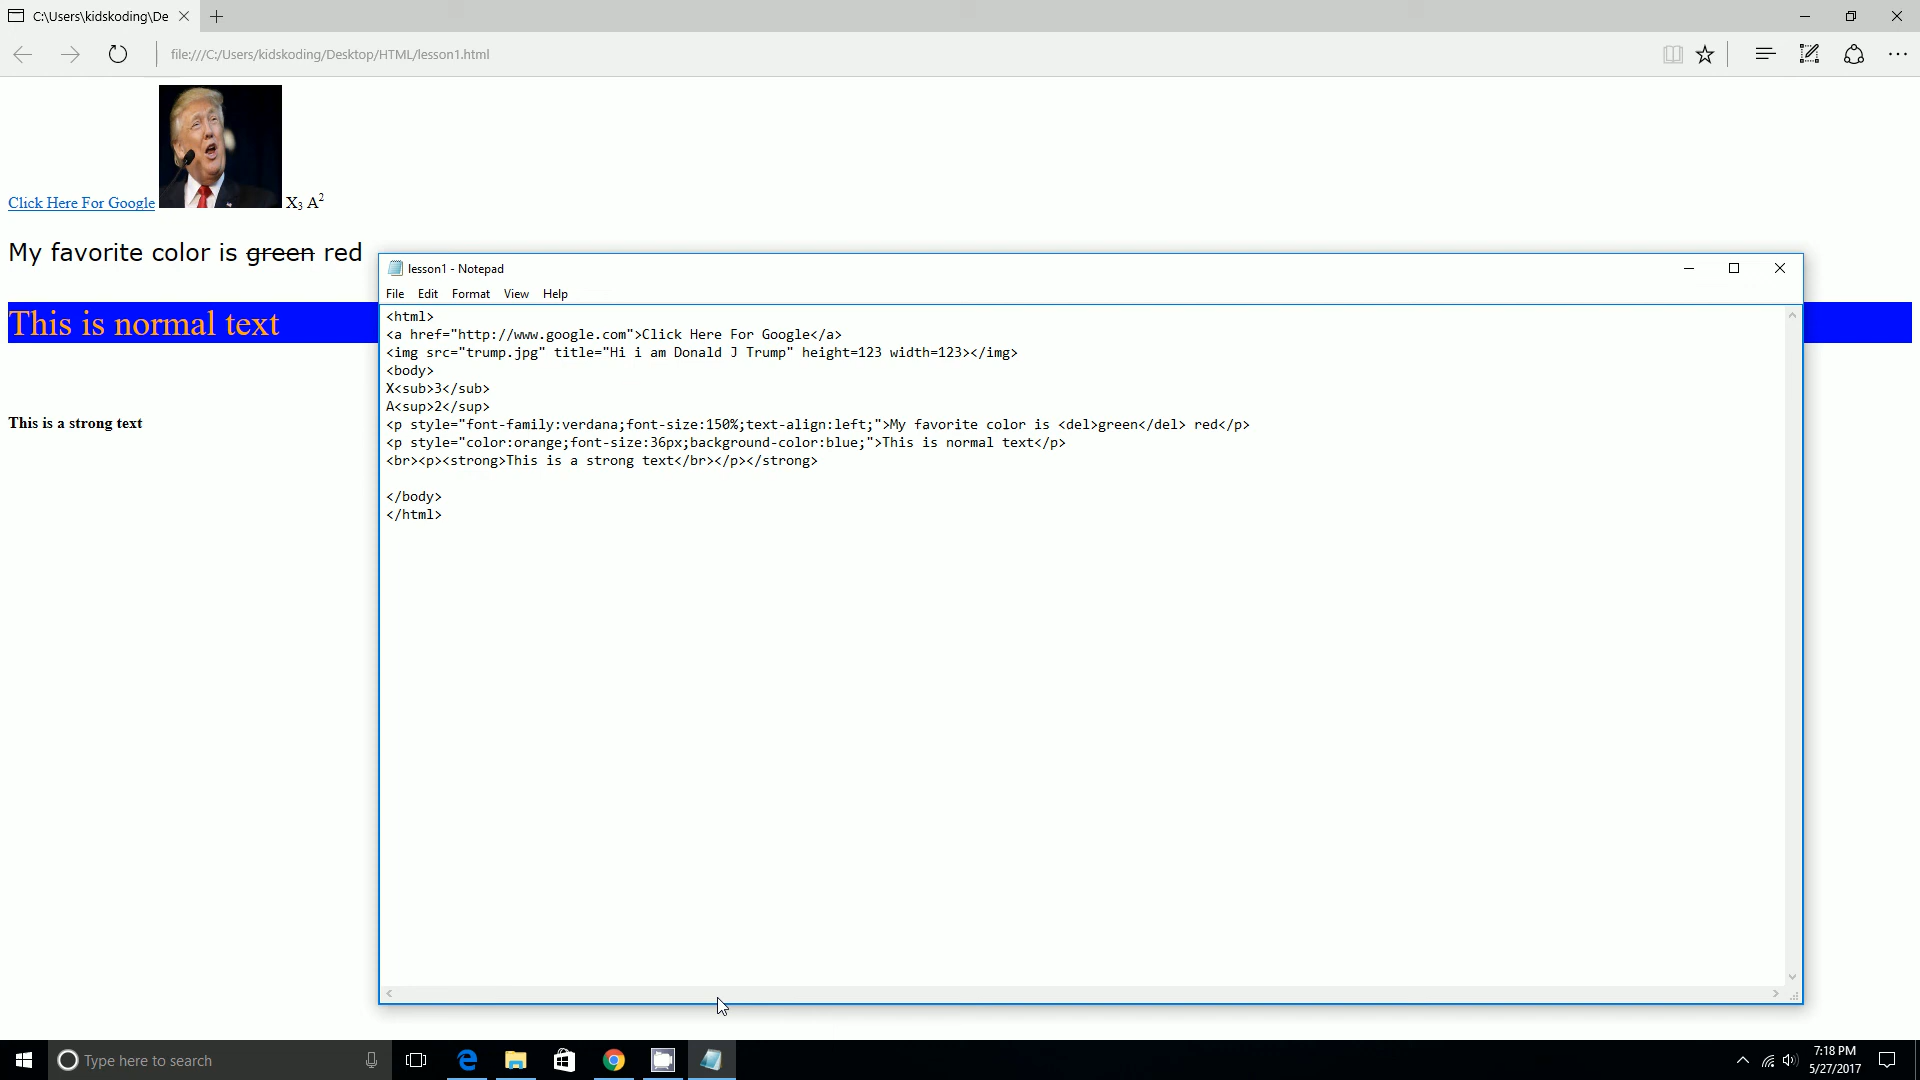 C:\Users\kidskoding\De
file:///C:/Users/kidskoding/Desktop/HTML/lesson1.html
Click Here For Google X3 A2
My favorite color is green red
This is normal text
This is a strong text
lesson1 - Notepad
File Edit Format View Help
<html>
<a href="http://www.google.com">Click Here For Google</a>
<img src="trump.jpg" title="Hi i am Donald J Trump" height=123 width=123></img>
<body>
X<sub>3</sub>
A<sup>2</sup>
<p style="font-family:verdana;font-size:150%;text-align:left;">My favorite color is <del>green</del> red</p>
<p style="color:orange;font-size:36px;background-color:blue;">This is normal text</p>
<br><p><strong>This is a strong text</br></p></strong>
</body>
</html>
Type here to search
7:18 PM
5/27/2017